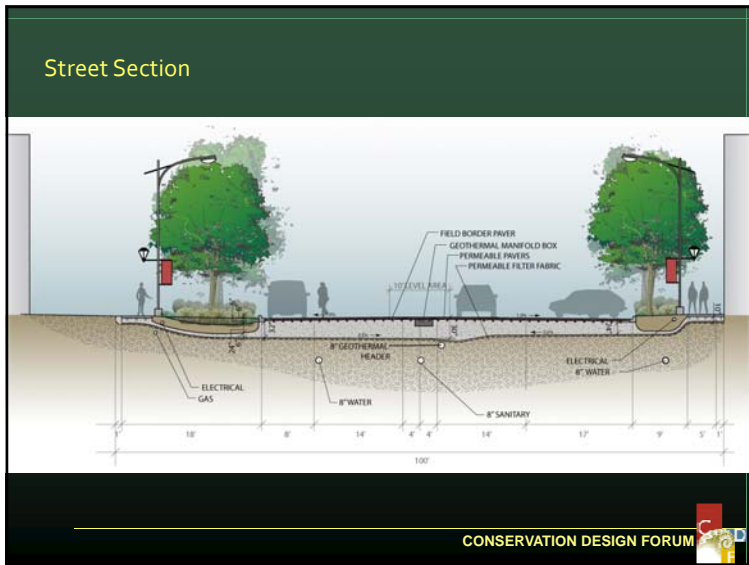 Street Section
FIELD BORDER PAVER
GEOTHERMAL MANIFOLD BOX
PERMEABLE PAVERS
PERMEABLE FILTER FABRIC
10' LEVEL AREA
8" GEOTHERMAL
HEADER
ELECTRICAL
GAS
8" WATER
8" SANITARY
ELECTRICAL
8" WATER
1' 18' 8' 14' 4' 4' 14' 17' 9' 5' 1'
100'
CONSERVATION DESIGN FORUM
C
D
F